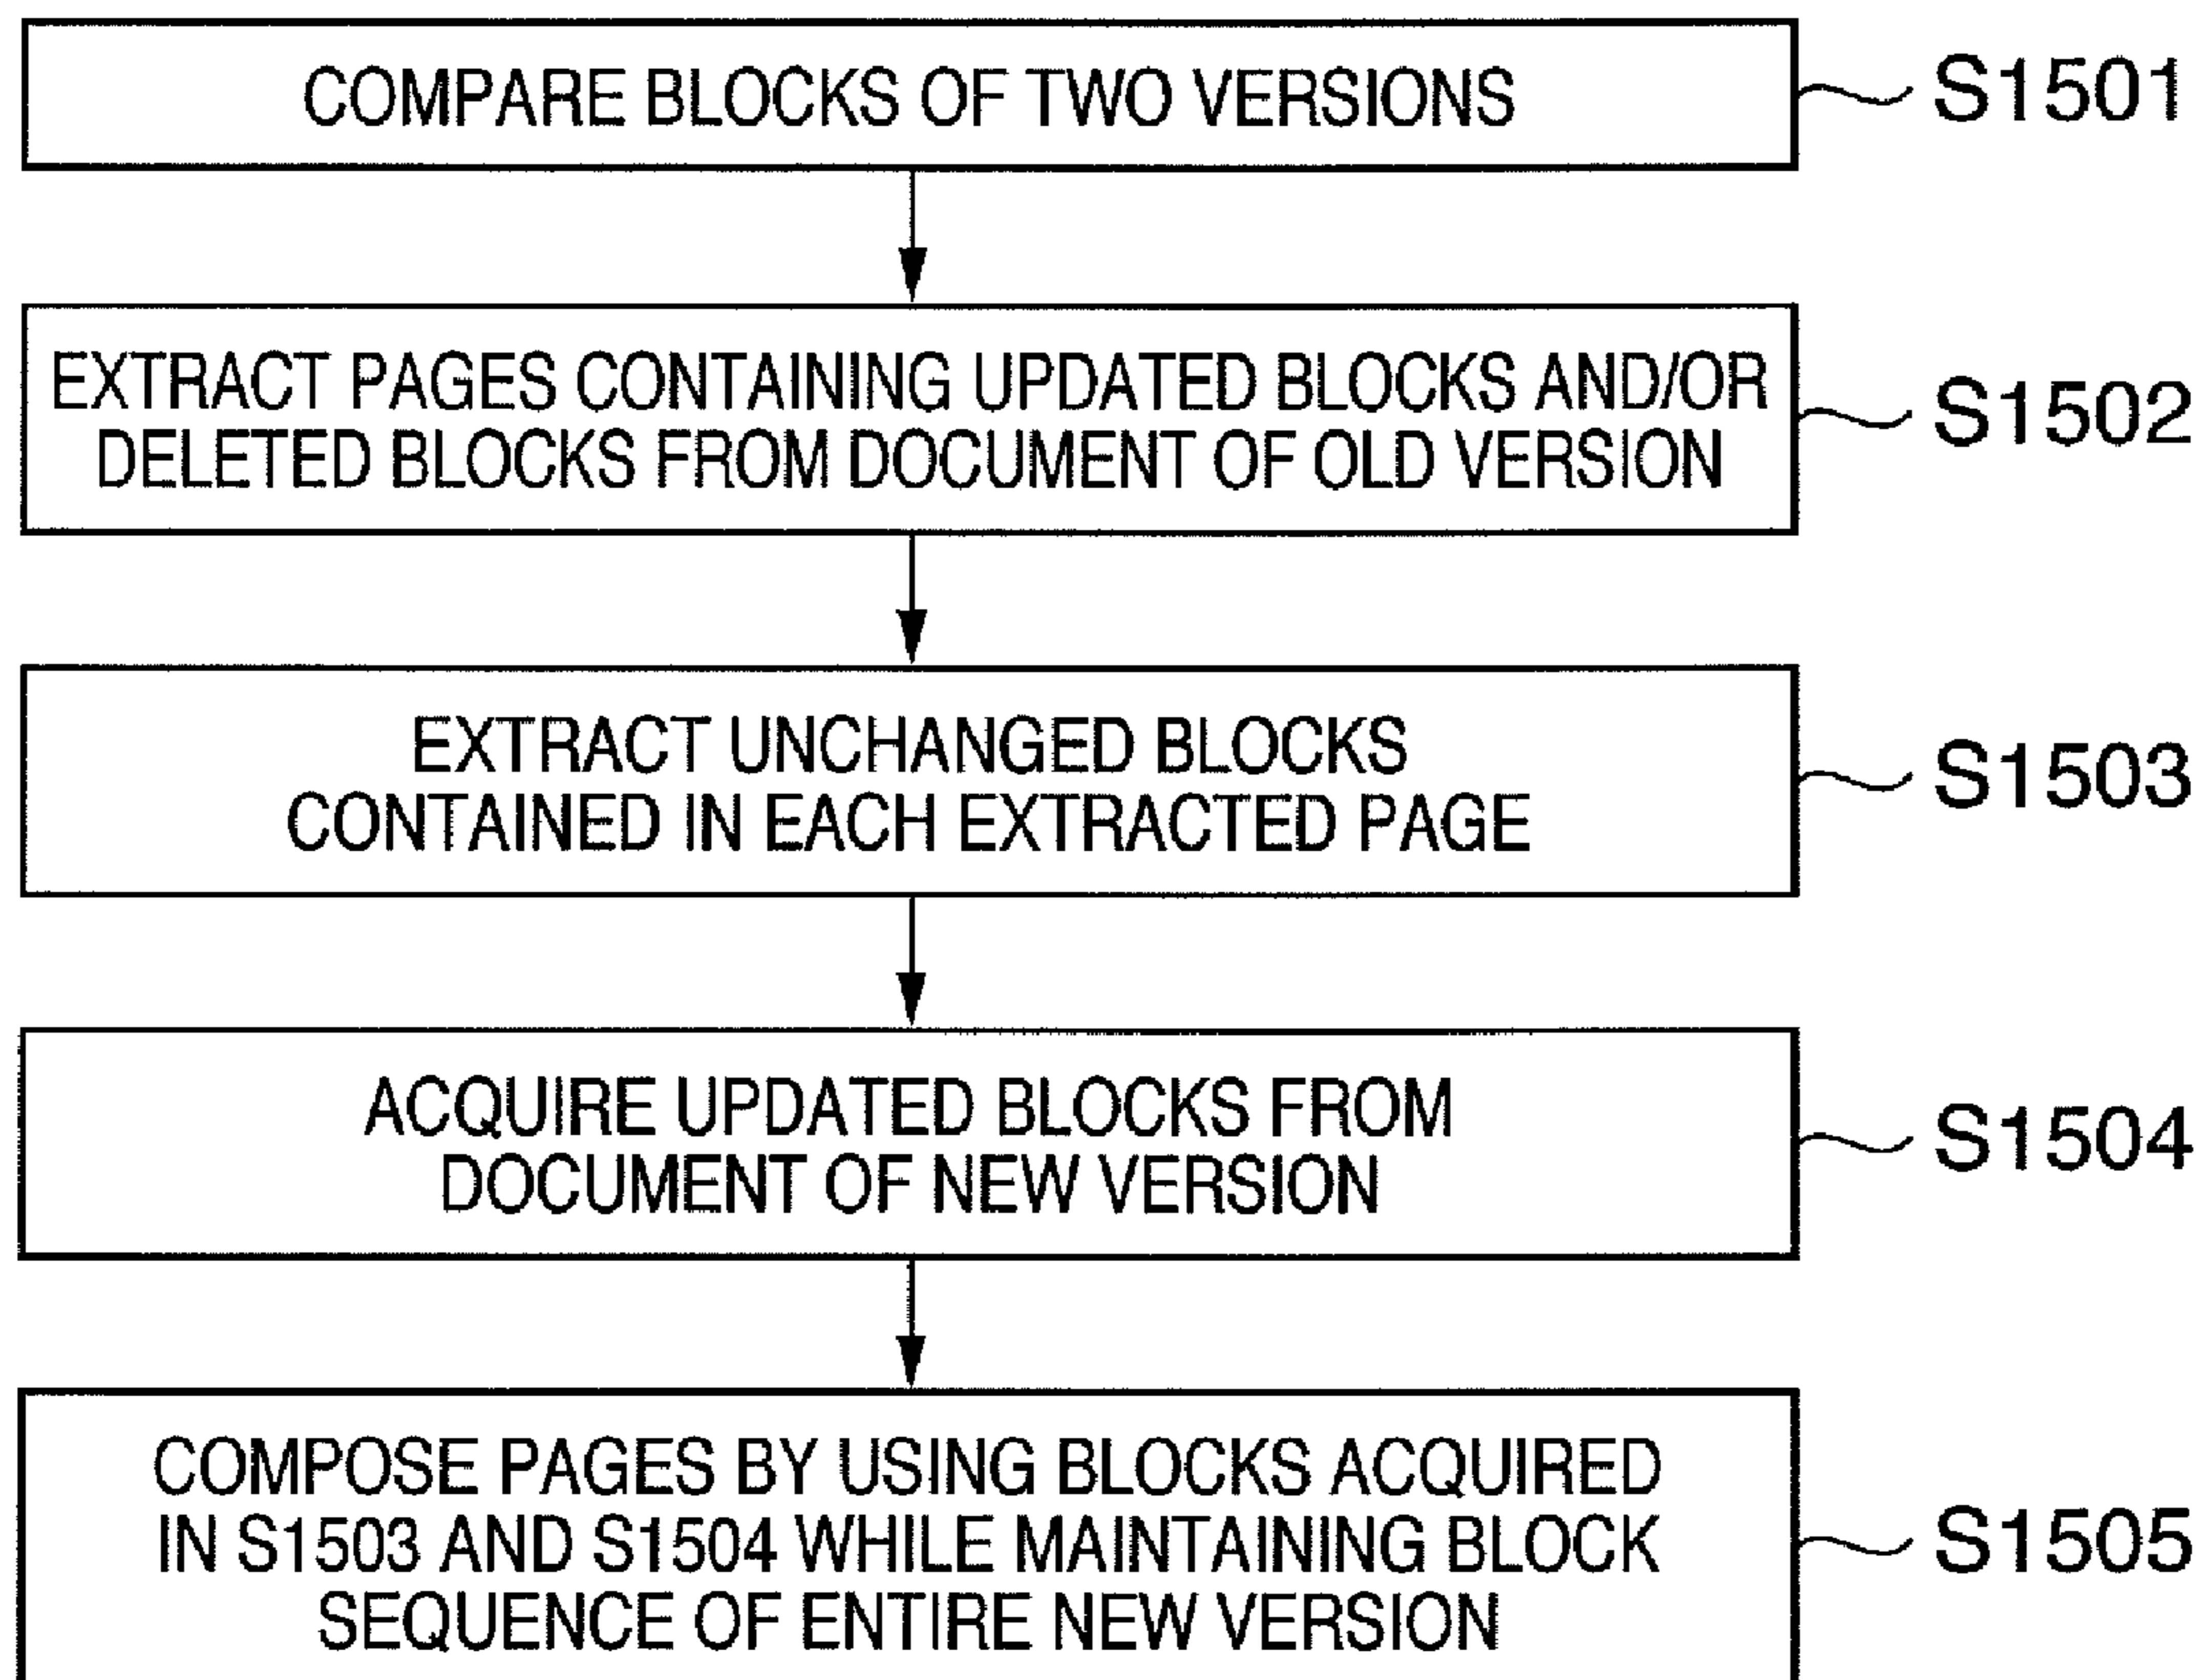 COMPARE BLOCKS OF TWO VERSIONS
S1501
EXTRACT PAGES CONTAINING UPDATED BLOCKS AND/OR
DELETED BLOCKS FROM DOCUMENT OF OLD VERSION
S1502
EXTRACT UNCHANGED BLOCKS
CONTAINED IN EACH EXTRACTED PAGE
S1503
ACQUIRE UPDATED BLOCKS FROM
DOCUMENT OF NEW VERSION
S1504
COMPOSE PAGES BY USING BLOCKS ACQUIRED
IN S1503 AND S1504 WHILE MAINTAINING BLOCK
SEQUENCE OF ENTIRE NEW VERSION
S1505